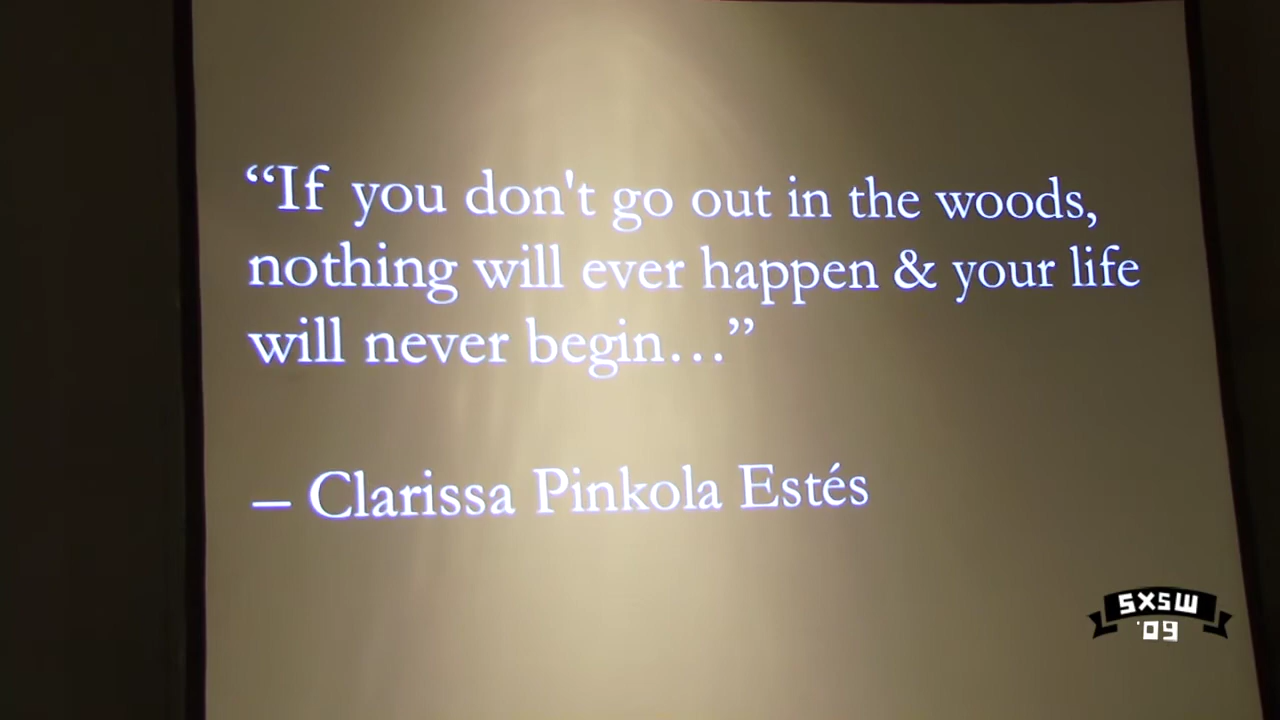 “If you don't go out in the woods,
nothing will ever happen & your life
will never begin…”
– Clarissa Pinkola Estés
SXSW
'09